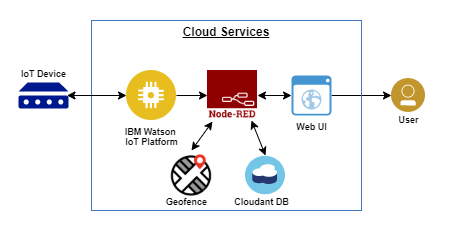 Cloud Services
IoT Device
IBM Watson
IoT Platform
Node-RED
Web UI
User
Geofence
Cloudant DB